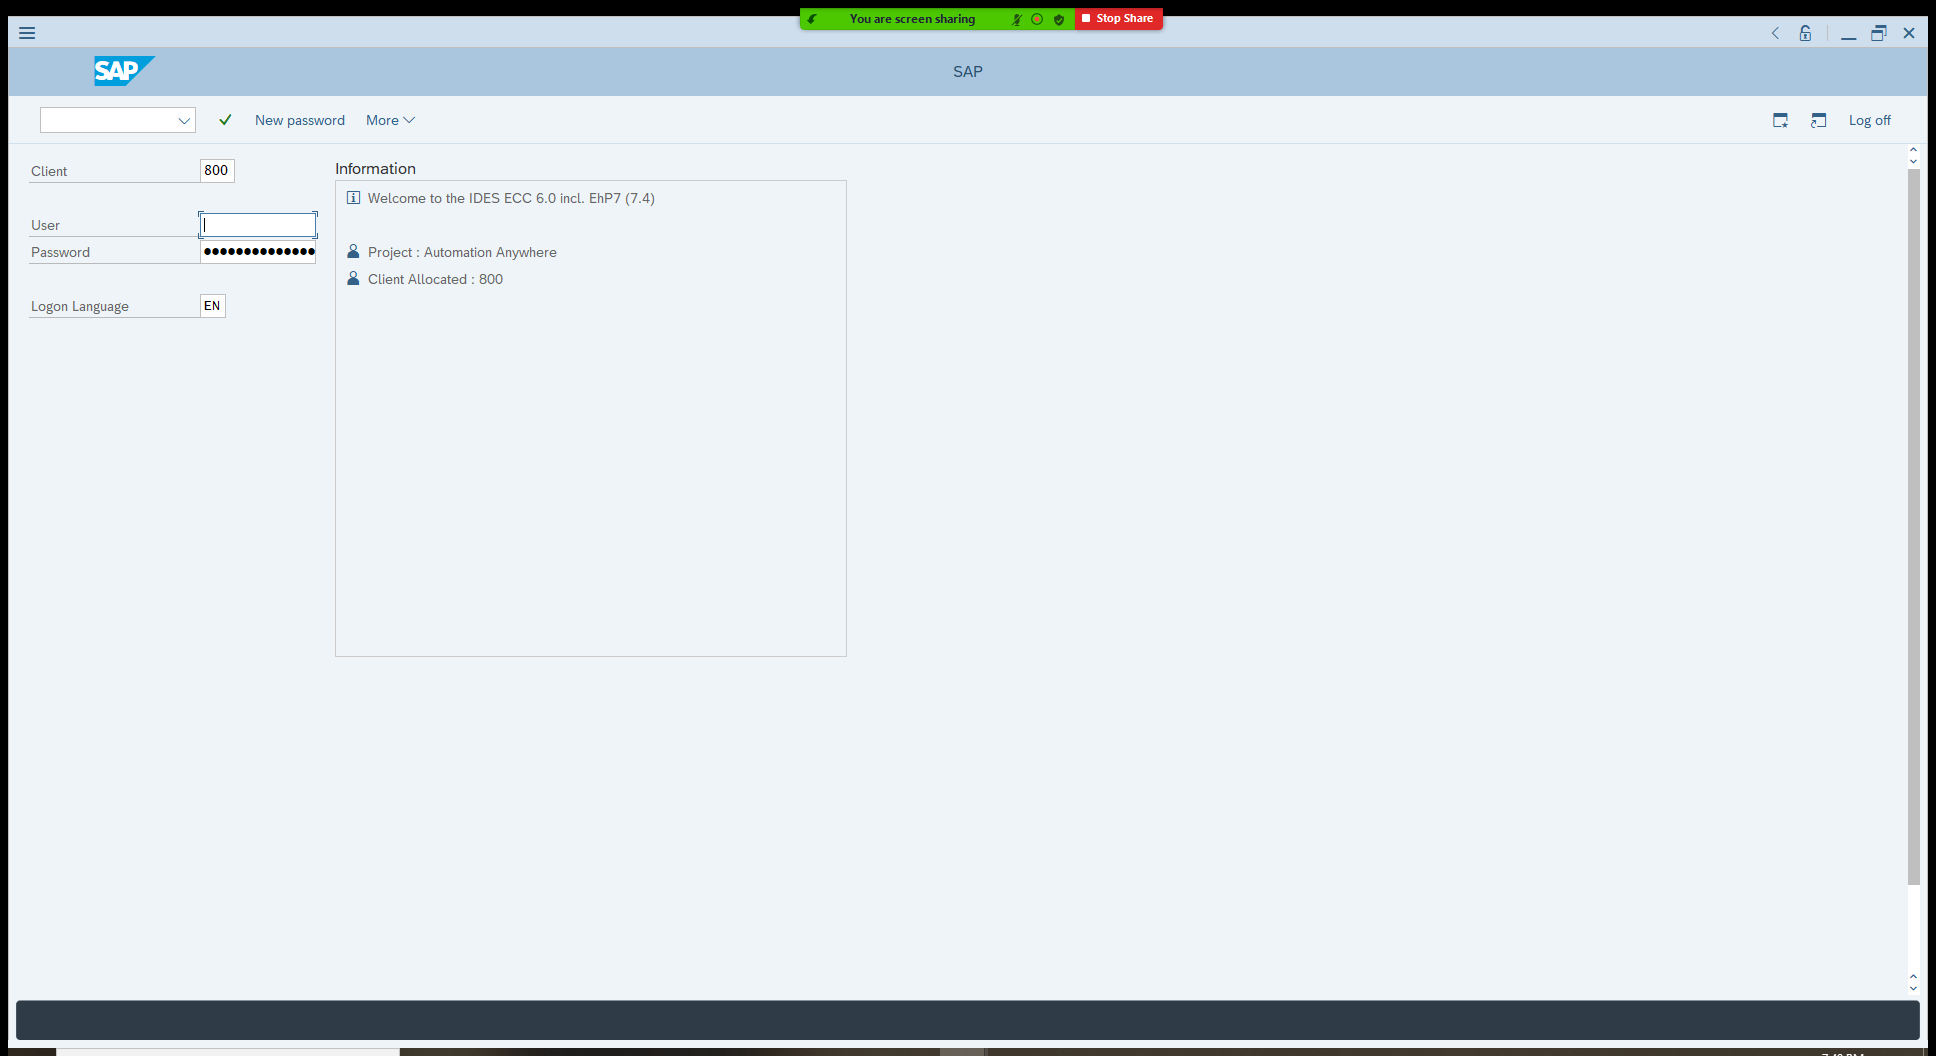 You are screen sharing
Stop Share
SAP
SAP
New password
More
Log off
Client 800
Information
Welcome to the IDES ECC 6.0 incl. EhP7 (7.4)
User
Password
Project : Automation Anywhere
Client Allocated : 800
Logon Language EN